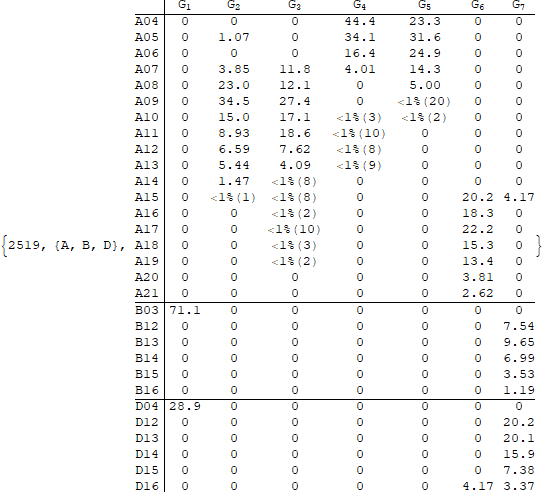 G1 G2 G3 G4 G5 G6 G7
A04 0 0 0 44.4 23.3 0 0
A05 0 1.07 0 34.1 31.6 0 0
A06 0 0 0 16.4 24.9 0 0
A07 0 3.85 11.8 4.01 14.3 0 0
A08 0 23.0 12.1 0 5.00 0 0
A09 0 34.5 27.4 0 <1%(20) 0 0
A10 0 15.0 17.1 <1%(3) <1%(2) 0 0
A11 0 8.93 18.6 <1%(10) 0 0 0
A12 0 6.59 7.62 <1%(8) 0 0 0
A13 0 5.44 4.09 <1%(9) 0 0 0
A14 0 1.47 <1%(8) 0 0 0 0
A15 0 <1%(1) <1%(8) 0 0 20.2 4.17
A16 0 0 <1%(2) 0 0 18.3 0
A17 0 0 <1%(10) 0 0 22.2 0
{2519, {A, B, D}, A18 0 0 <1%(3) 0 0 15.3 0 }
A19 0 0 <1%(2) 0 0 13.4 0
A20 0 0 0 0 0 3.81 0
A21 0 0 0 0 0 2.62 0
B03 71.1 0 0 0 0 0 0
B12 0 0 0 0 0 0 7.54
B13 0 0 0 0 0 0 9.65
B14 0 0 0 0 0 0 6.99
B15 0 0 0 0 0 0 3.53
B16 0 0 0 0 0 0 1.19
D04 28.9 0 0 0 0 0 0
D12 0 0 0 0 0 0 20.2
D13 0 0 0 0 0 0 20.1
D14 0 0 0 0 0 0 15.9
D15 0 0 0 0 0 0 7.38
D16 0 0 0 0 0 4.17 3.37